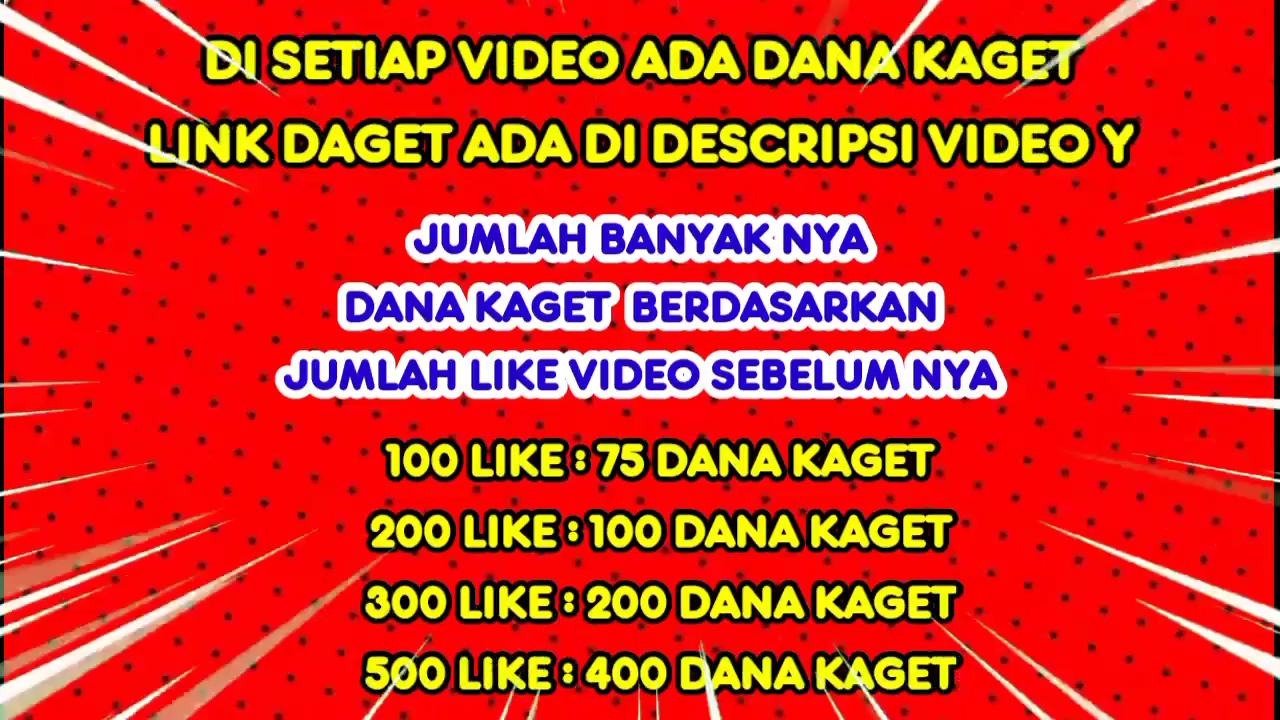 DI SETIAP VIDEO ADA DANA KAGET
LINK DAGET ADA DI DESCRIPSI VIDEO Y
JUMLAH BANYAK NYA
DANA KAGET BERDASARKAN
JUMLAH LIKE VIDEO SEBELUM NYA
100 LIKE : 75 DANA KAGET
200 LIKE : 100 DANA KAGET
300 LIKE : 200 DANA KAGET
500 LIKE : 400 DANA KAGET